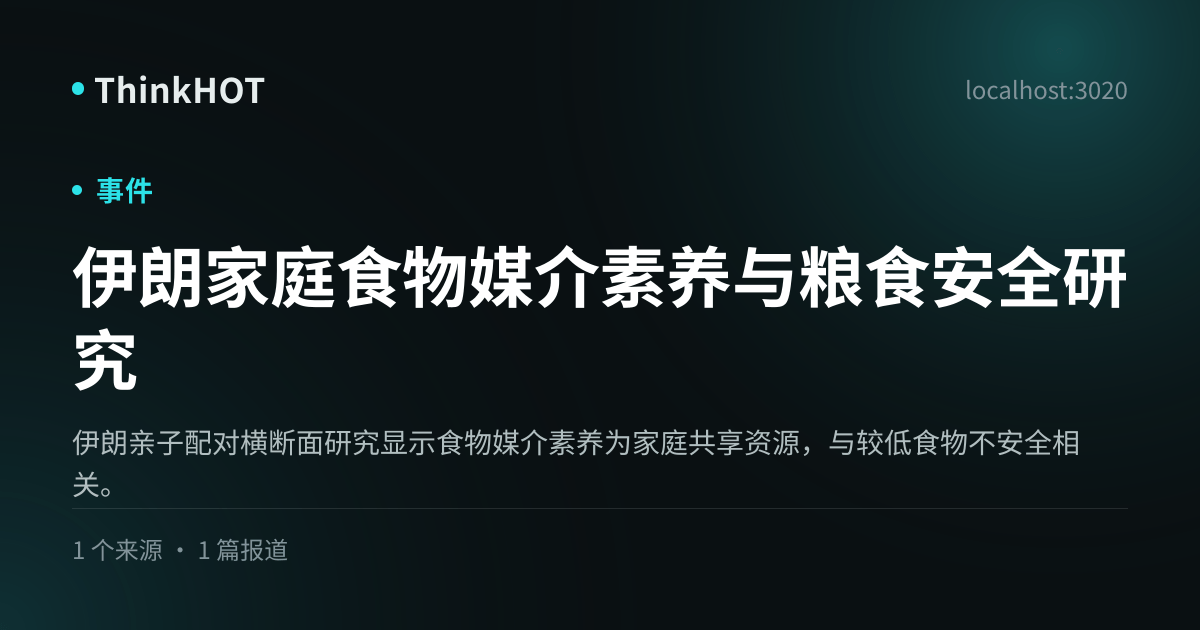 ThinkHOT
localhost:3020
事件
伊朗家庭食物媒介素养与粮食安全研
究
伊朗亲子配对横断面研究显示食物媒介素养为家庭共享资源，与较低食物不安全相
关。
1 个来源 · 1 篇报道